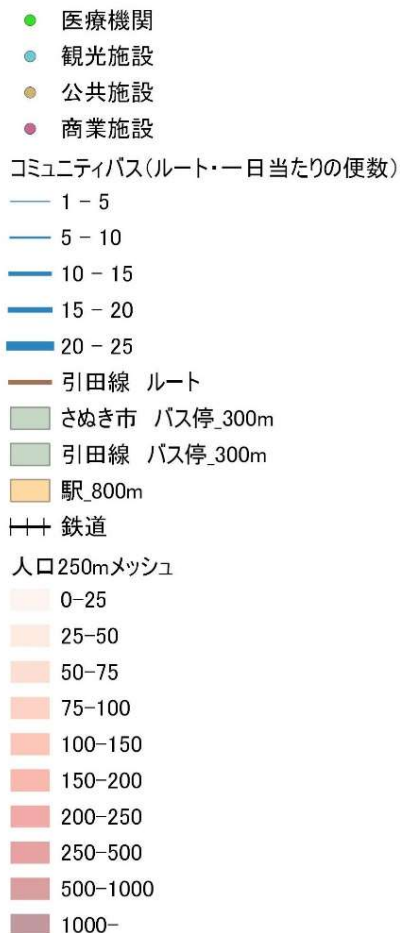 医療機関
観光施設
公共施設
商業施設
コミュニティバス(ルート・一日当たりの便数)
1 - 5
5 - 10
10 - 15
15 - 20
20 - 25
引田線 ルート
さぬき市 バス停_300m
引田線 バス停_300m
駅_800m
鉄道
人口250mメッシュ
0-25
25-50
50-75
75-100
100-150
150-200
200-250
250-500
500-1000
1000-